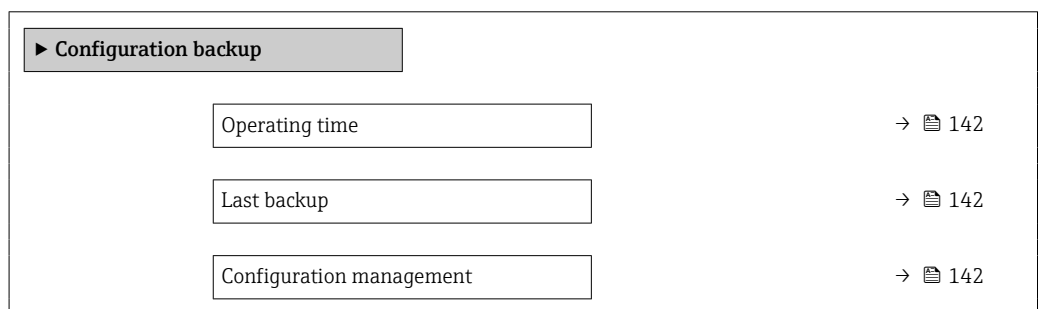 ▶ Configuration backup
Operating time → 🖺 142
Last backup → 🖺 142
Configuration management → 🖺 142